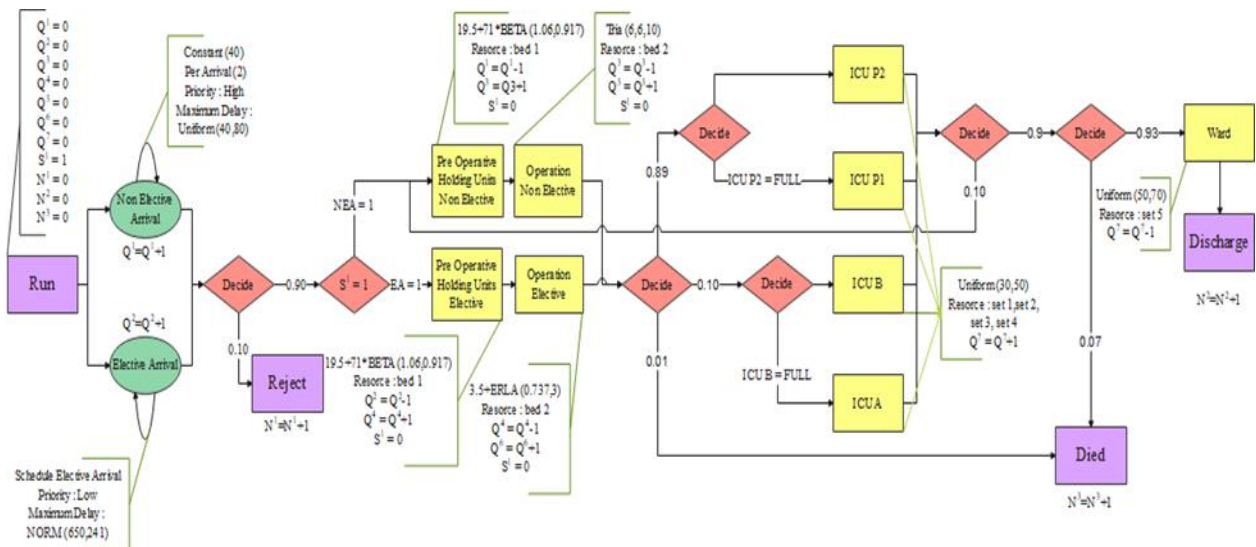 Q¹ = 0
Q² = 0
Q³ = 0
Q⁴ = 0
Q⁵ = 0
Q⁶ = 0
Q⁷ = 0
S¹ = 1
N¹ = 0
N² = 0
N³ = 0
Run
Constant (40)
Per Arrival (2)
Priority : High
Maximum Delay :
Uniform (40,80)
Non Elective
Arrival
Q¹=Q¹+1
Q²=Q²+1
Elective Arrival
Schedule Elective Arrival
Priority : Low
Maximum Delay :
NORM (650,241)
Decide
0.90
0.10
Reject
N¹=N¹+1
S¹ = 1
NEA = 1
EA = 1
19.5+71*BETA (1.06,0.917)
Resorce : bed 1
Q¹ = Q¹-1
Q³ = Q3+1
S¹ = 0
Pre Operative
Holding Units
Non Elective
Tria (6,6,10)
Resorce : bed 2
Q³ = Q³-1
Q⁵ = Q⁵+1
S¹ = 0
Operation
Non Elective
Pre Operative
Holding Units
Elective
19.5+71*BETA (1.06,0.917)
Resorce : bed 1
Q² = Q²-1
Q⁴ = Q⁴+1
S¹ = 0
Operation
Elective
3.5+ERLA (0.737,3)
Resorce : bed 2
Q⁴ = Q⁴-1
Q⁶ = Q⁶+1
S¹ = 0
Decide
0.89
0.10
0.01
Decide
ICU P2 = FULL
ICU P2
ICU P1
Decide
ICU B = FULL
ICU B
ICU A
Uniform (30,50)
Resorce : set 1,set 2,
set 3, set 4
Q⁷ = Q⁷+1
Decide
0.9
0.10
Decide
0.93
0.07
Ward
Uniform (50,70)
Resorce : set 5
Q⁷ = Q⁷-1
Discharge
N³=N²+1
Died
N³=N³+1